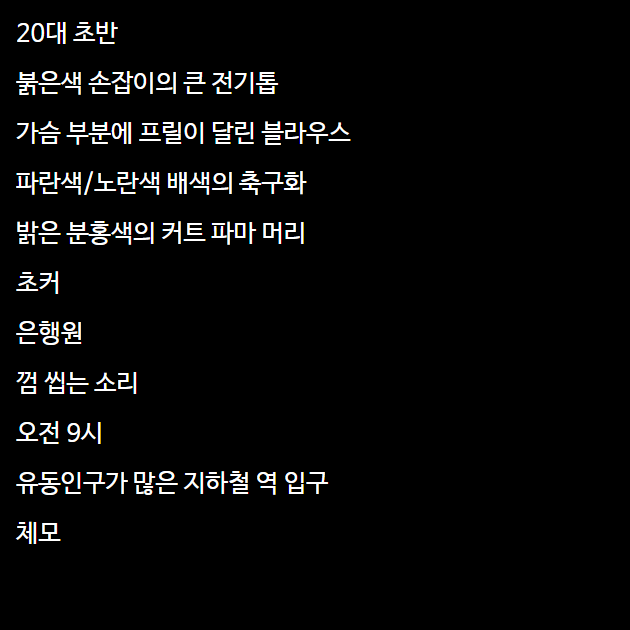 20대 초반
붉은색 손잡이의 큰 전기톱
가슴 부분에 프릴이 달린 블라우스
파란색/노란색 배색의 축구화
밝은 분홍색의 커트 파마 머리
초커
은행원
껌 씹는 소리
오전 9시
유동인구가 많은 지하철 역 입구
체모